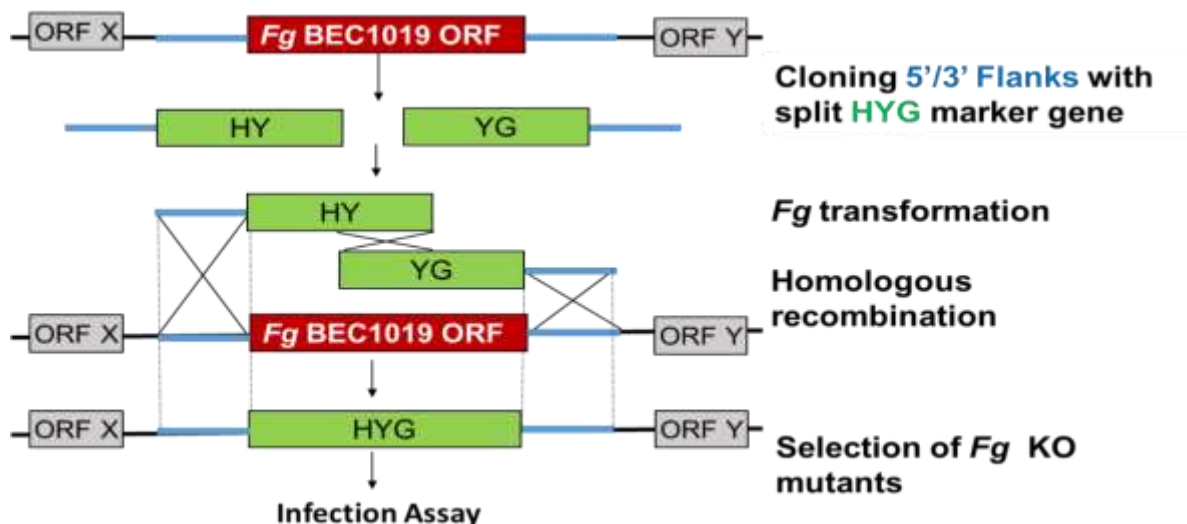 ORF X
Fg BEC1019 ORF
ORF Y
Cloning 5’/3’ Flanks with
split HYG marker gene
HY
YG
HY
Fg transformation
YG
Homologous
recombination
ORF X
Fg BEC1019 ORF
ORF Y
ORF X
HYG
ORF Y
Selection of Fg KO
mutants
Infection Assay